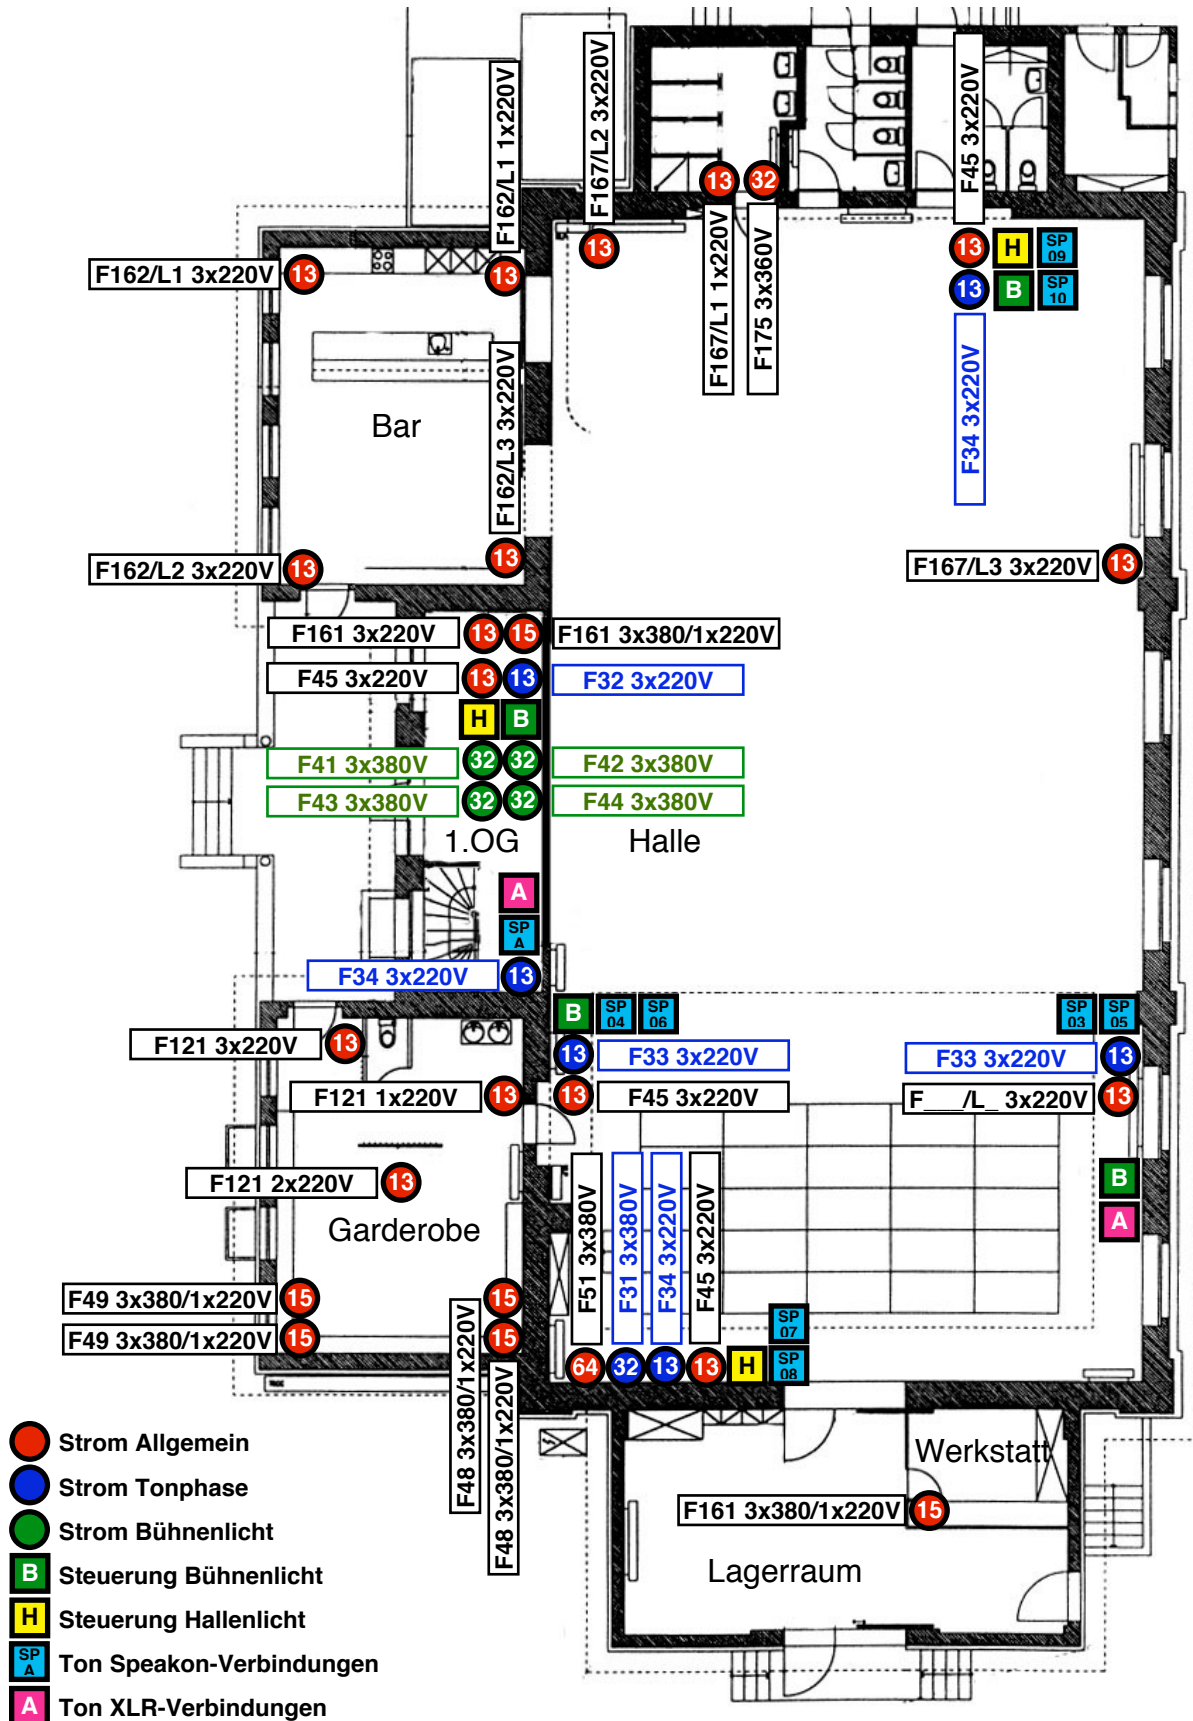 F162/L1 1x220V
F167/L2 3x220V
F45 3x220V
13
32
F167/L1 1x220V
F175 3x360V
13
13
H
SP
09
13
B
SP
10
F34 3x220V
F162/L1 3x220V
13
13
Bar
F162/L3 3x220V
F162/L2 3x220V
13
13
F167/L3 3x220V
13
F161 3x220V
13
15
F161 3x380/1x220V
F45 3x220V
13
13
F32 3x220V
H
B
F41 3x380V
32
32
F42 3x380V
F43 3x380V
32
32
F44 3x380V
1.OG
Halle
A
SP
A
F34 3x220V
13
B
SP
04
SP
06
SP
03
SP
05
F121 3x220V
13
13
F33 3x220V
F33 3x220V
13
F121 1x220V
13
13
F45 3x220V
F___/L_ 3x220V
13
F121 2x220V
13
Garderobe
B
A
F51 3x380V
F31 3x380V
F34 3x220V
F45 3x220V
F49 3x380/1x220V
15
15
F49 3x380/1x220V
15
15
F48 3x380/1x220V
F48 3x380/1x220V
SP
07
64
32
13
13
H
SP
08
Werkstatt
F161 3x380/1x220V
15
Lagerraum
Strom Allgemein
Strom Tonphase
Strom Bühnenlicht
B
Steuerung Bühnenlicht
H
Steuerung Hallenlicht
SP
A
Ton Speakon-Verbindungen
A
Ton XLR-Verbindungen